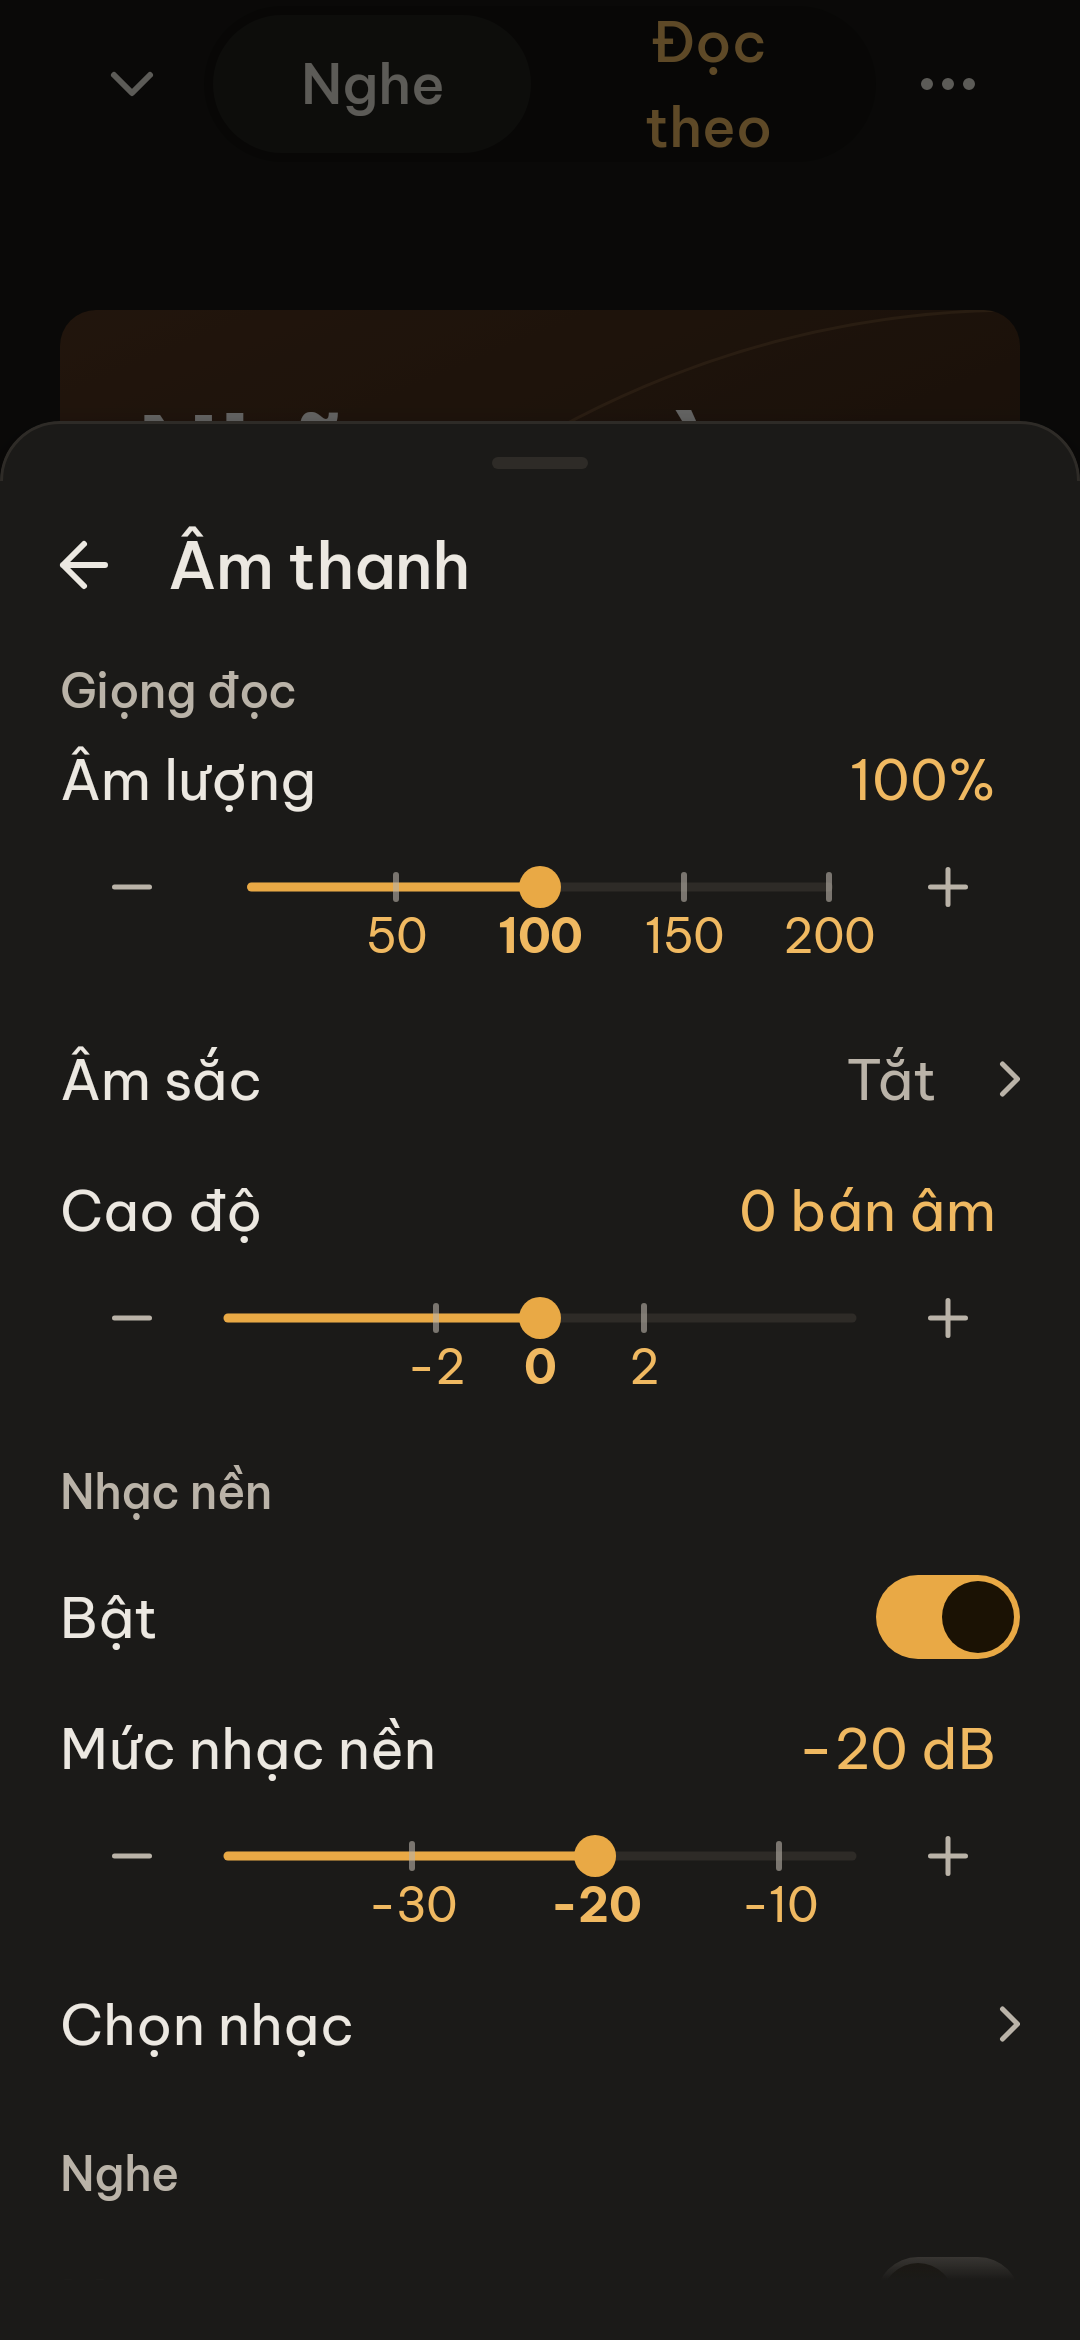 Nghe
Đọc
theo
Âm thanh
Giọng đọc
Âm lượng 100%
50 100 150 200
Âm sắc Tắt
Cao độ 0 bán âm
-2 0 2
Nhạc nền
Bật
Mức nhạc nền -20 dB
-30 -20 -10
Chọn nhạc
Nghe